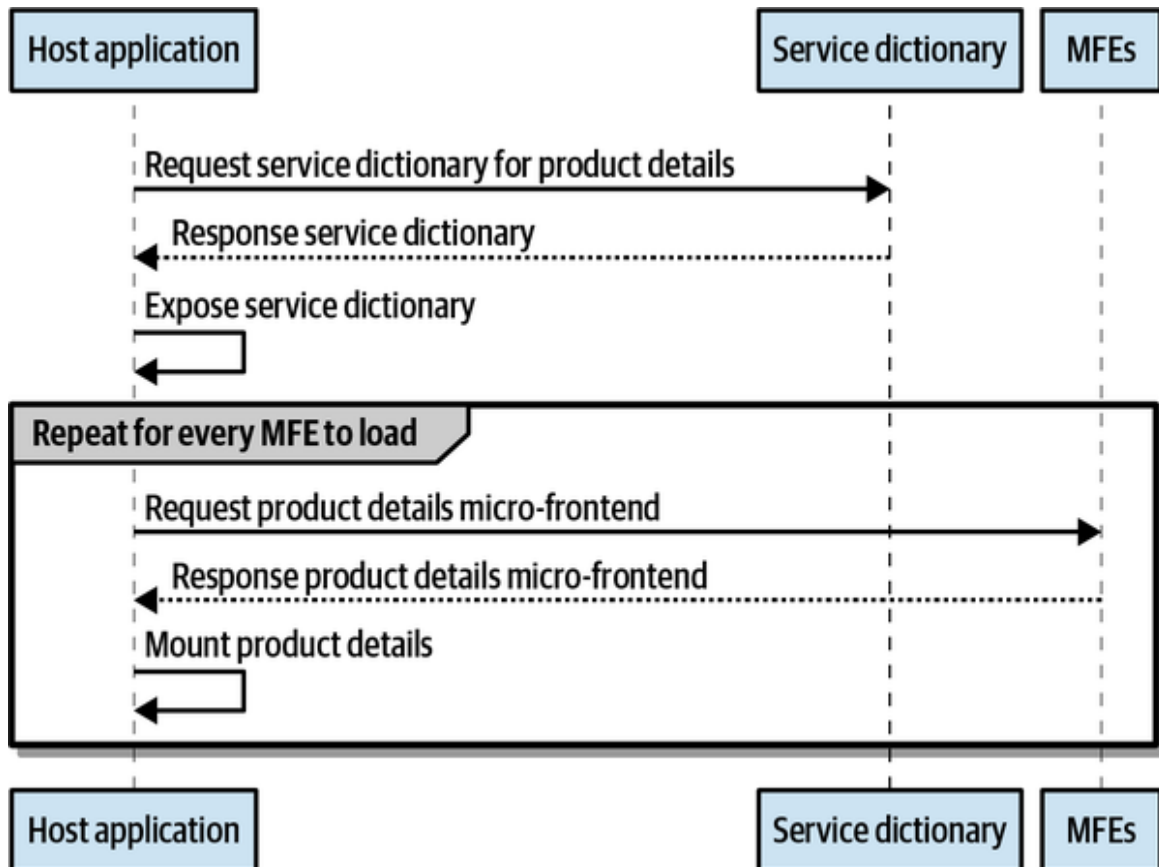 Host application
Service dictionary
MFEs
Request service dictionary for product details
Response service dictionary
Expose service dictionary
Repeat for every MFE to load
Request product details micro-frontend
Response product details micro-frontend
Mount product details
Host application
Service dictionary
MFEs